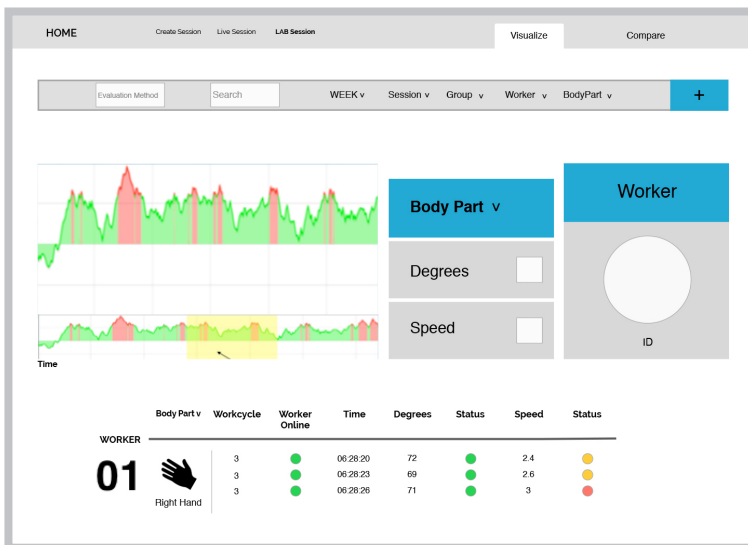 HOME Create Session Live Session LAB Session Visualize Compare
Evaluation Method Search WEEK v Session v Group v Worker v BodyPart v +
Body Part v
Degrees
Speed
Worker
ID
Time
Body Part v Workcycle Worker Online Time Degrees Status Speed Status
WORKER
01
Right Hand
3 06:28:20 72 2.4
3 06:28:23 69 2.6
3 06:28:26 71 3